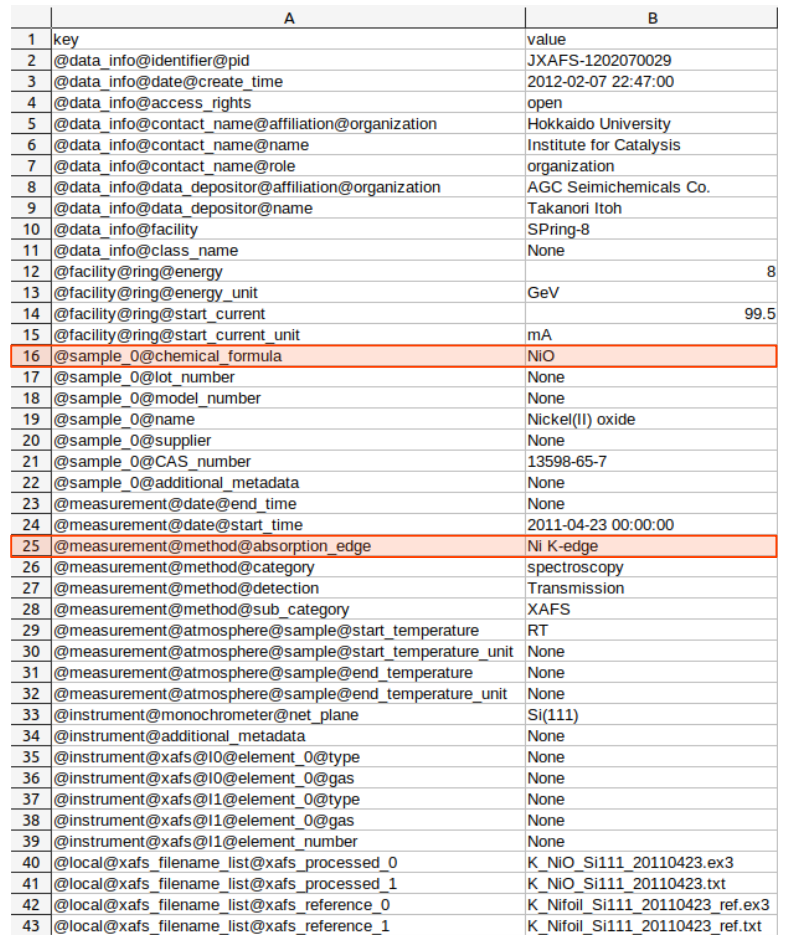 A B
1 key value
2 @data_info@identifier@pid JXAFS-1202070029
3 @data_info@date@create_time 2012-02-07 22:47:00
4 @data_info@access_rights open
5 @data_info@contact_name@affiliation@organization Hokkaido University
6 @data_info@contact_name@name Institute for Catalysis
7 @data_info@contact_name@role organization
8 @data_info@data_depositor@affiliation@organization AGC Seimichemicals Co.
9 @data_info@data_depositor@name Takanori Itoh
10 @data_info@facility SPring-8
11 @data_info@class_name None
12 @facility@ring@energy 8
13 @facility@ring@energy_unit GeV
14 @facility@ring@start_current 99.5
15 @facility@ring@start_current_unit mA
16 @sample_0@chemical_formula NiO
17 @sample_0@lot_number None
18 @sample_0@model_number None
19 @sample_0@name Nickel(II) oxide
20 @sample_0@supplier None
21 @sample_0@CAS_number 13598-65-7
22 @sample_0@additional_metadata None
23 @measurement@date@end_time None
24 @measurement@date@start_time 2011-04-23 00:00:00
25 @measurement@method@absorption_edge Ni K-edge
26 @measurement@method@category spectroscopy
27 @measurement@method@detection Transmission
28 @measurement@method@sub_category XAFS
29 @measurement@atmosphere@sample@start_temperature RT
30 @measurement@atmosphere@sample@start_temperature_unit None
31 @measurement@atmosphere@sample@end_temperature None
32 @measurement@atmosphere@sample@end_temperature_unit None
33 @instrument@monochrometer@net_plane Si(111)
34 @instrument@additional_metadata None
35 @instrument@xafs@I0@element_0@type None
36 @instrument@xafs@I0@element_0@gas None
37 @instrument@xafs@I1@element_0@type None
38 @instrument@xafs@I1@element_0@gas None
39 @instrument@xafs@I1@element_number None
40 @local@xafs_filename_list@xafs_processed_0 K_NiO_Si111_20110423.ex3
41 @local@xafs_filename_list@xafs_processed_1 K_NiO_Si111_20110423.txt
42 @local@xafs_filename_list@xafs_reference_0 K_Nifoil_Si111_20110423_ref.ex3
43 @local@xafs_filename_list@xafs_reference_1 K_Nifoil_Si111_20110423_ref.txt